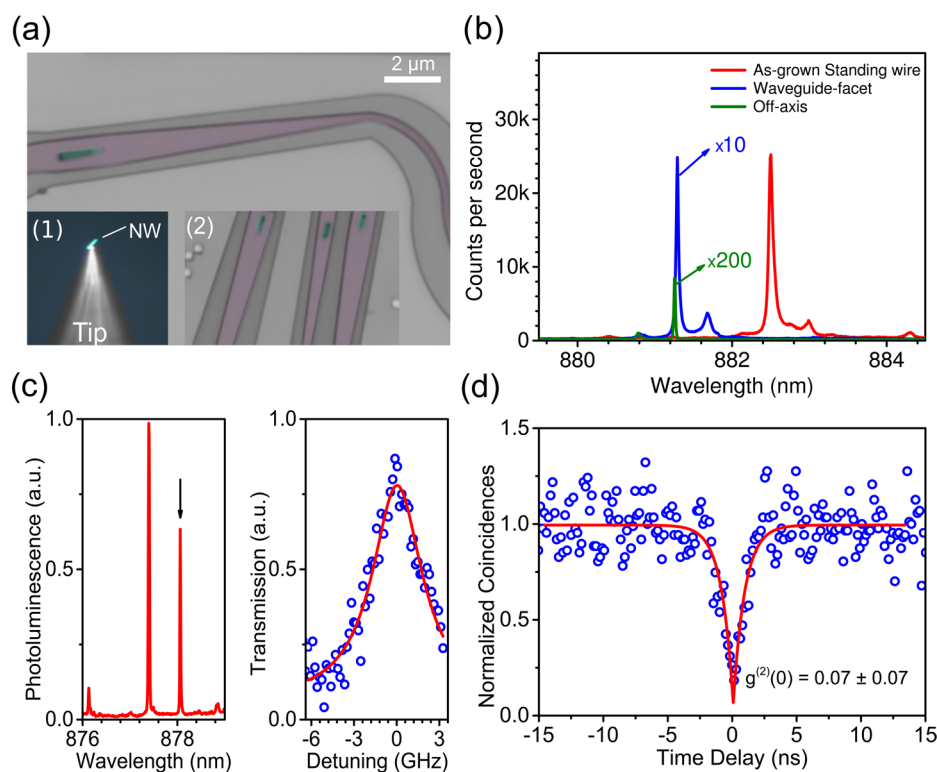 (a)
2 μm
(1)
NW
Tip
(2)
(b)
As-grown Standing wire
Waveguide-facet
Off-axis
x10
x200
30k
20k
10k
0
Counts per second
880
882
884
Wavelength (nm)
(c)
1.0
0.5
0.0
Photoluminescence (a.u.)
876
878
Wavelength (nm)
1.0
0.5
0.0
Transmission (a.u.)
-6
-3
0
3
Detuning (GHz)
(d)
1.5
1.0
0.5
0.0
Normalized Coincidences
g(2)(0) = 0.07 ± 0.07
-15
-10
-5
0
5
10
15
Time Delay (ns)